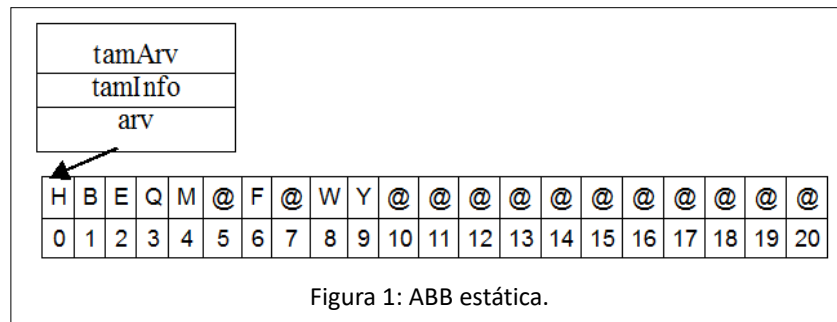 tamArv
tamInfo
arv
H B E Q M @ F @ W Y @ @ @ @ @ @ @ @ @ @ @
0 1 2 3 4 5 6 7 8 9 10 11 12 13 14 15 16 17 18 19 20
Figura 1: ABB estática.